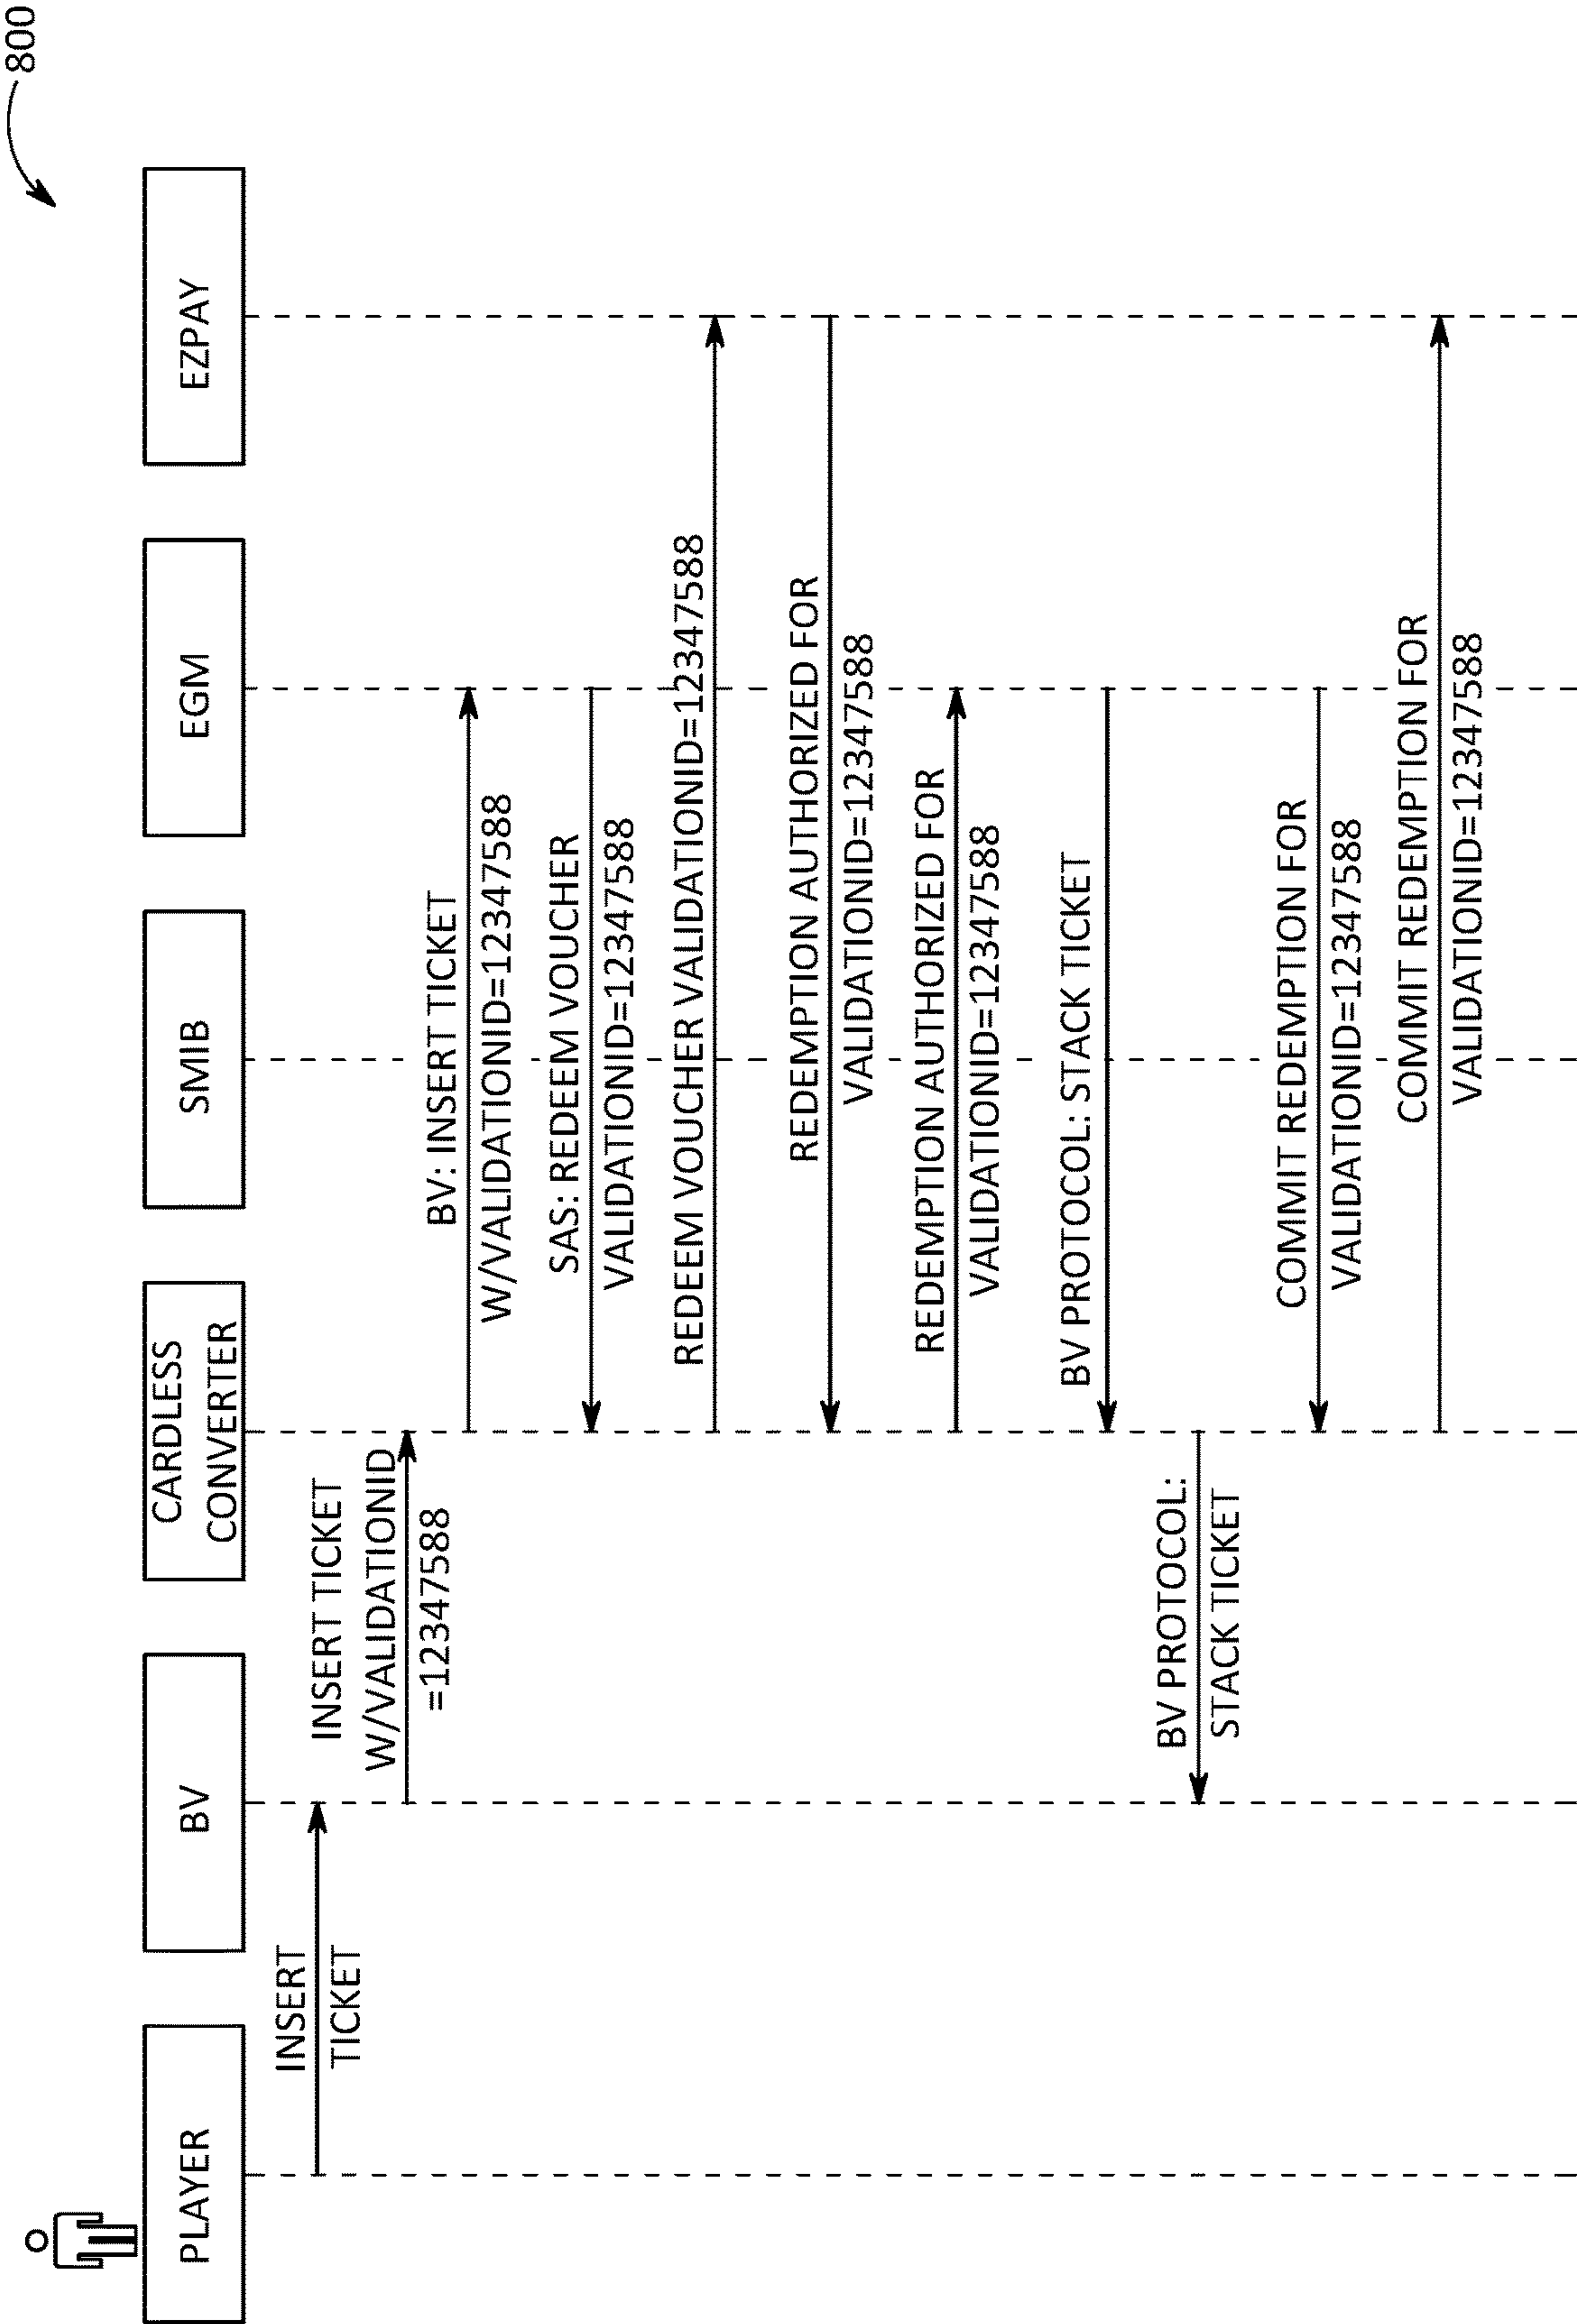 800
PLAYER
BV
CARDLESS
CONVERTER
SMIB
EGM
EZPAY
INSERT
TICKET
INSERT TICKET
W/VALIDATIONID
=12347588
BV: INSERT TICKET
W/VALIDATIONID=12347588
SAS: REDEEM VOUCHER
VALIDATIONID=12347588
REDEEM VOUCHER VALIDATIONID=12347588
REDEMPTION AUTHORIZED FOR
VALIDATIONID=12347588
REDEMPTION AUTHORIZED FOR
VALIDATIONID=12347588
BV PROTOCOL: STACK TICKET
BV PROTOCOL:
STACK TICKET
COMMIT REDEMPTION FOR
VALIDATIONID=12347588
COMMIT REDEMPTION FOR
VALIDATIONID=12347588